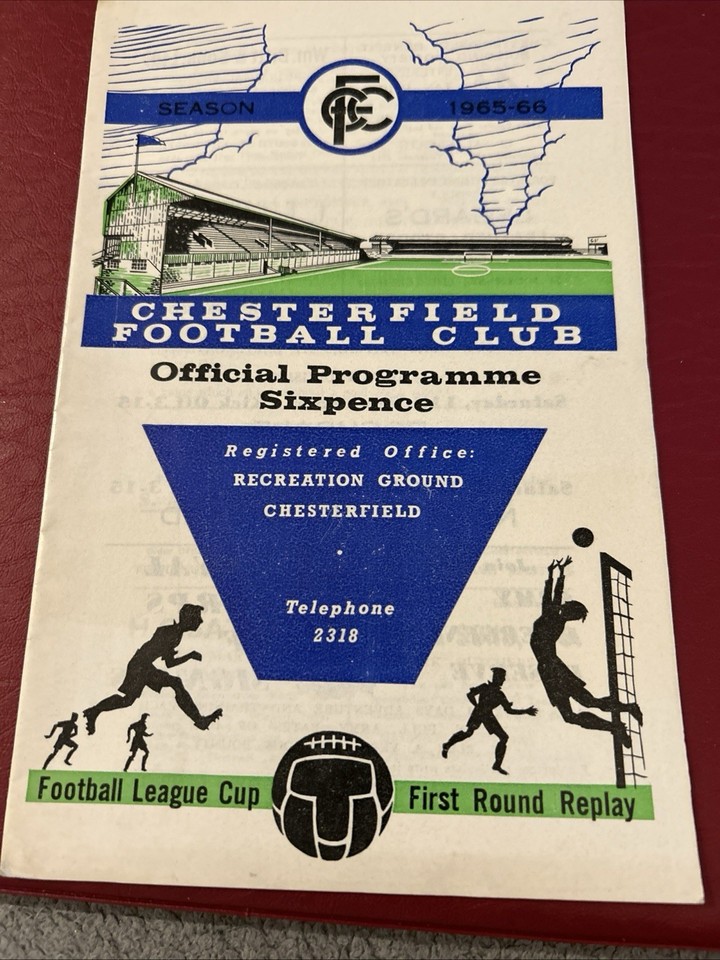 SEASON 1965-66
CFC
CHESTERFIELD
FOOTBALL CLUB
Official Programme
Sixpence
Registered Office:
RECREATION GROUND
CHESTERFIELD
Telephone
2318
Football League Cup First Round Replay